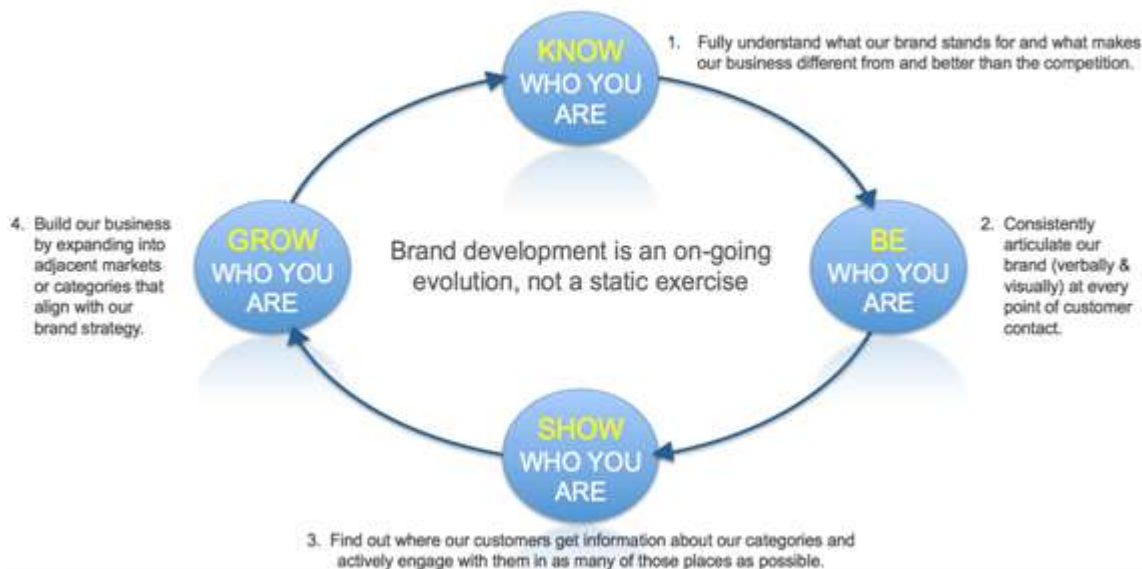 KNOW
WHO YOU
ARE
1. Fully understand what our brand stands for and what makes
our business different from and better than the competition.
BE
WHO YOU
ARE
2. Consistently
articulate our
brand (verbally &
visually) at every
point of customer
contact.
SHOW
WHO YOU
ARE
3. Find out where our customers get information about our categories and
actively engage with them in as many of those places as possible.
GROW
WHO YOU
ARE
4. Build our business
by expanding into
adjacent markets
or categories that
align with our
brand strategy.
Brand development is an on-going
evolution, not a static exercise